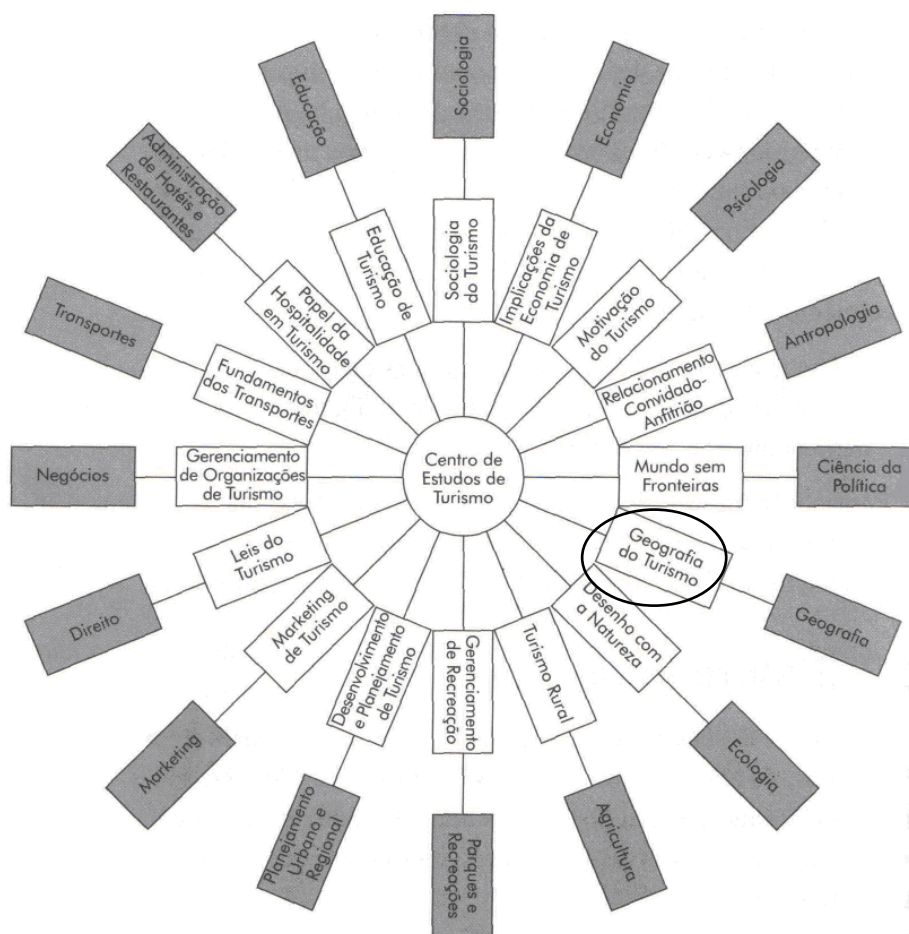 Sociologia
Economia
Psicologia
Antropologia
Ciência da
Política
Geografia
Ecologia
Agricultura
Parques e
Recreações
Planejamento
Urbano e
Regional
Marketing
Direito
Negócios
Transportes
Administração
de Hotéis e
Restaurantes
Educação
Sociologia
do Turismo
Implicações da
Economia de
Turismo
Motivação
do Turismo
Relacionamento
Convidado-
Anfitrião
Mundo sem
Fronteiras
Geografia
do Turismo
Desenho com
a Natureza
Turismo Rural
Gerenciamento
de Recreação
Desenvolvimento
e Planejamento
de Turismo
Marketing
de Turismo
Leis do
Turismo
Gerenciamento
de Organizações
de Turismo
Fundamentos
dos Transportes
Papel da
Hospitalidade
em Turismo
Educação de
Turismo
Centro de
Estudos de
Turismo